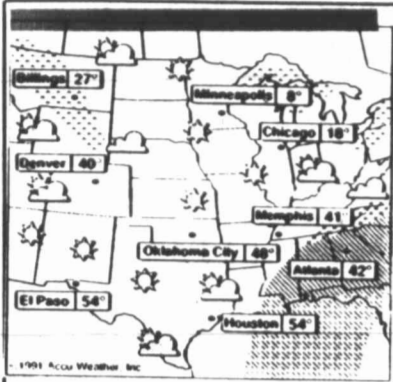 Billings 27°
Minneapolis 8°
Chicago 18°
Denver 40
Memphis 41
Oklahoma City 48°
Atlanta 42°
El Paso 54°
Houston 54°
1991 Accu Weather, Inc